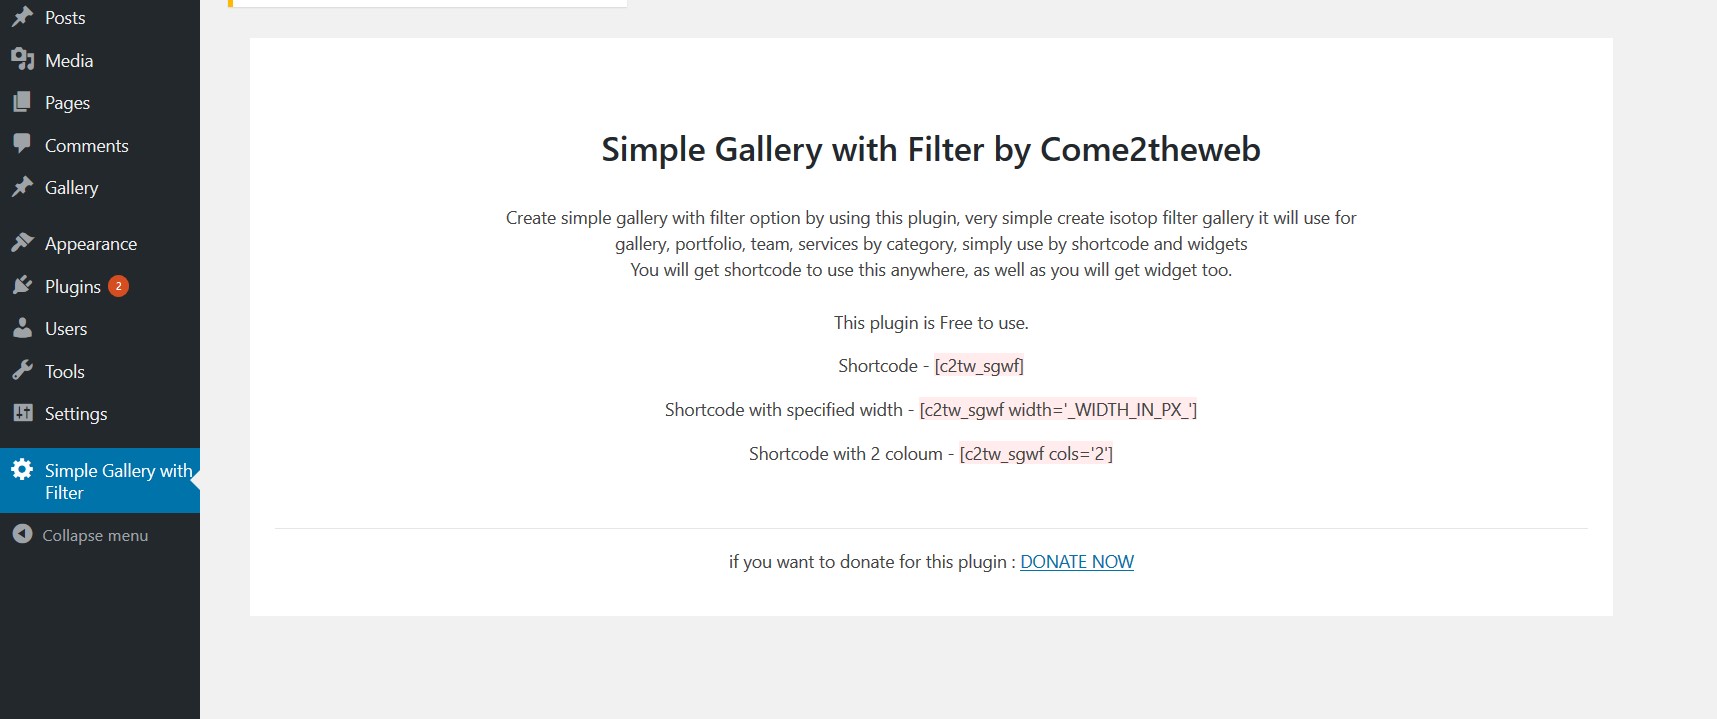 Posts
Media
Pages
Comments
Gallery
Appearance
Plugins 2
Users
Tools
Settings
Simple Gallery with
Filter
Collapse menu
Simple Gallery with Filter by Come2theweb
Create simple gallery with filter option by using this plugin, very simple create isotop filter gallery it will use for
gallery, portfolio, team, services by category, simply use by shortcode and widgets
You will get shortcode to use this anywhere, as well as you will get widget too.
This plugin is Free to use.
Shortcode - [c2tw_sgwf]
Shortcode with specified width - [c2tw_sgwf width='_WIDTH_IN_PX_']
Shortcode with 2 coloum - [c2tw_sgwf cols='2']
if you want to donate for this plugin : DONATE NOW